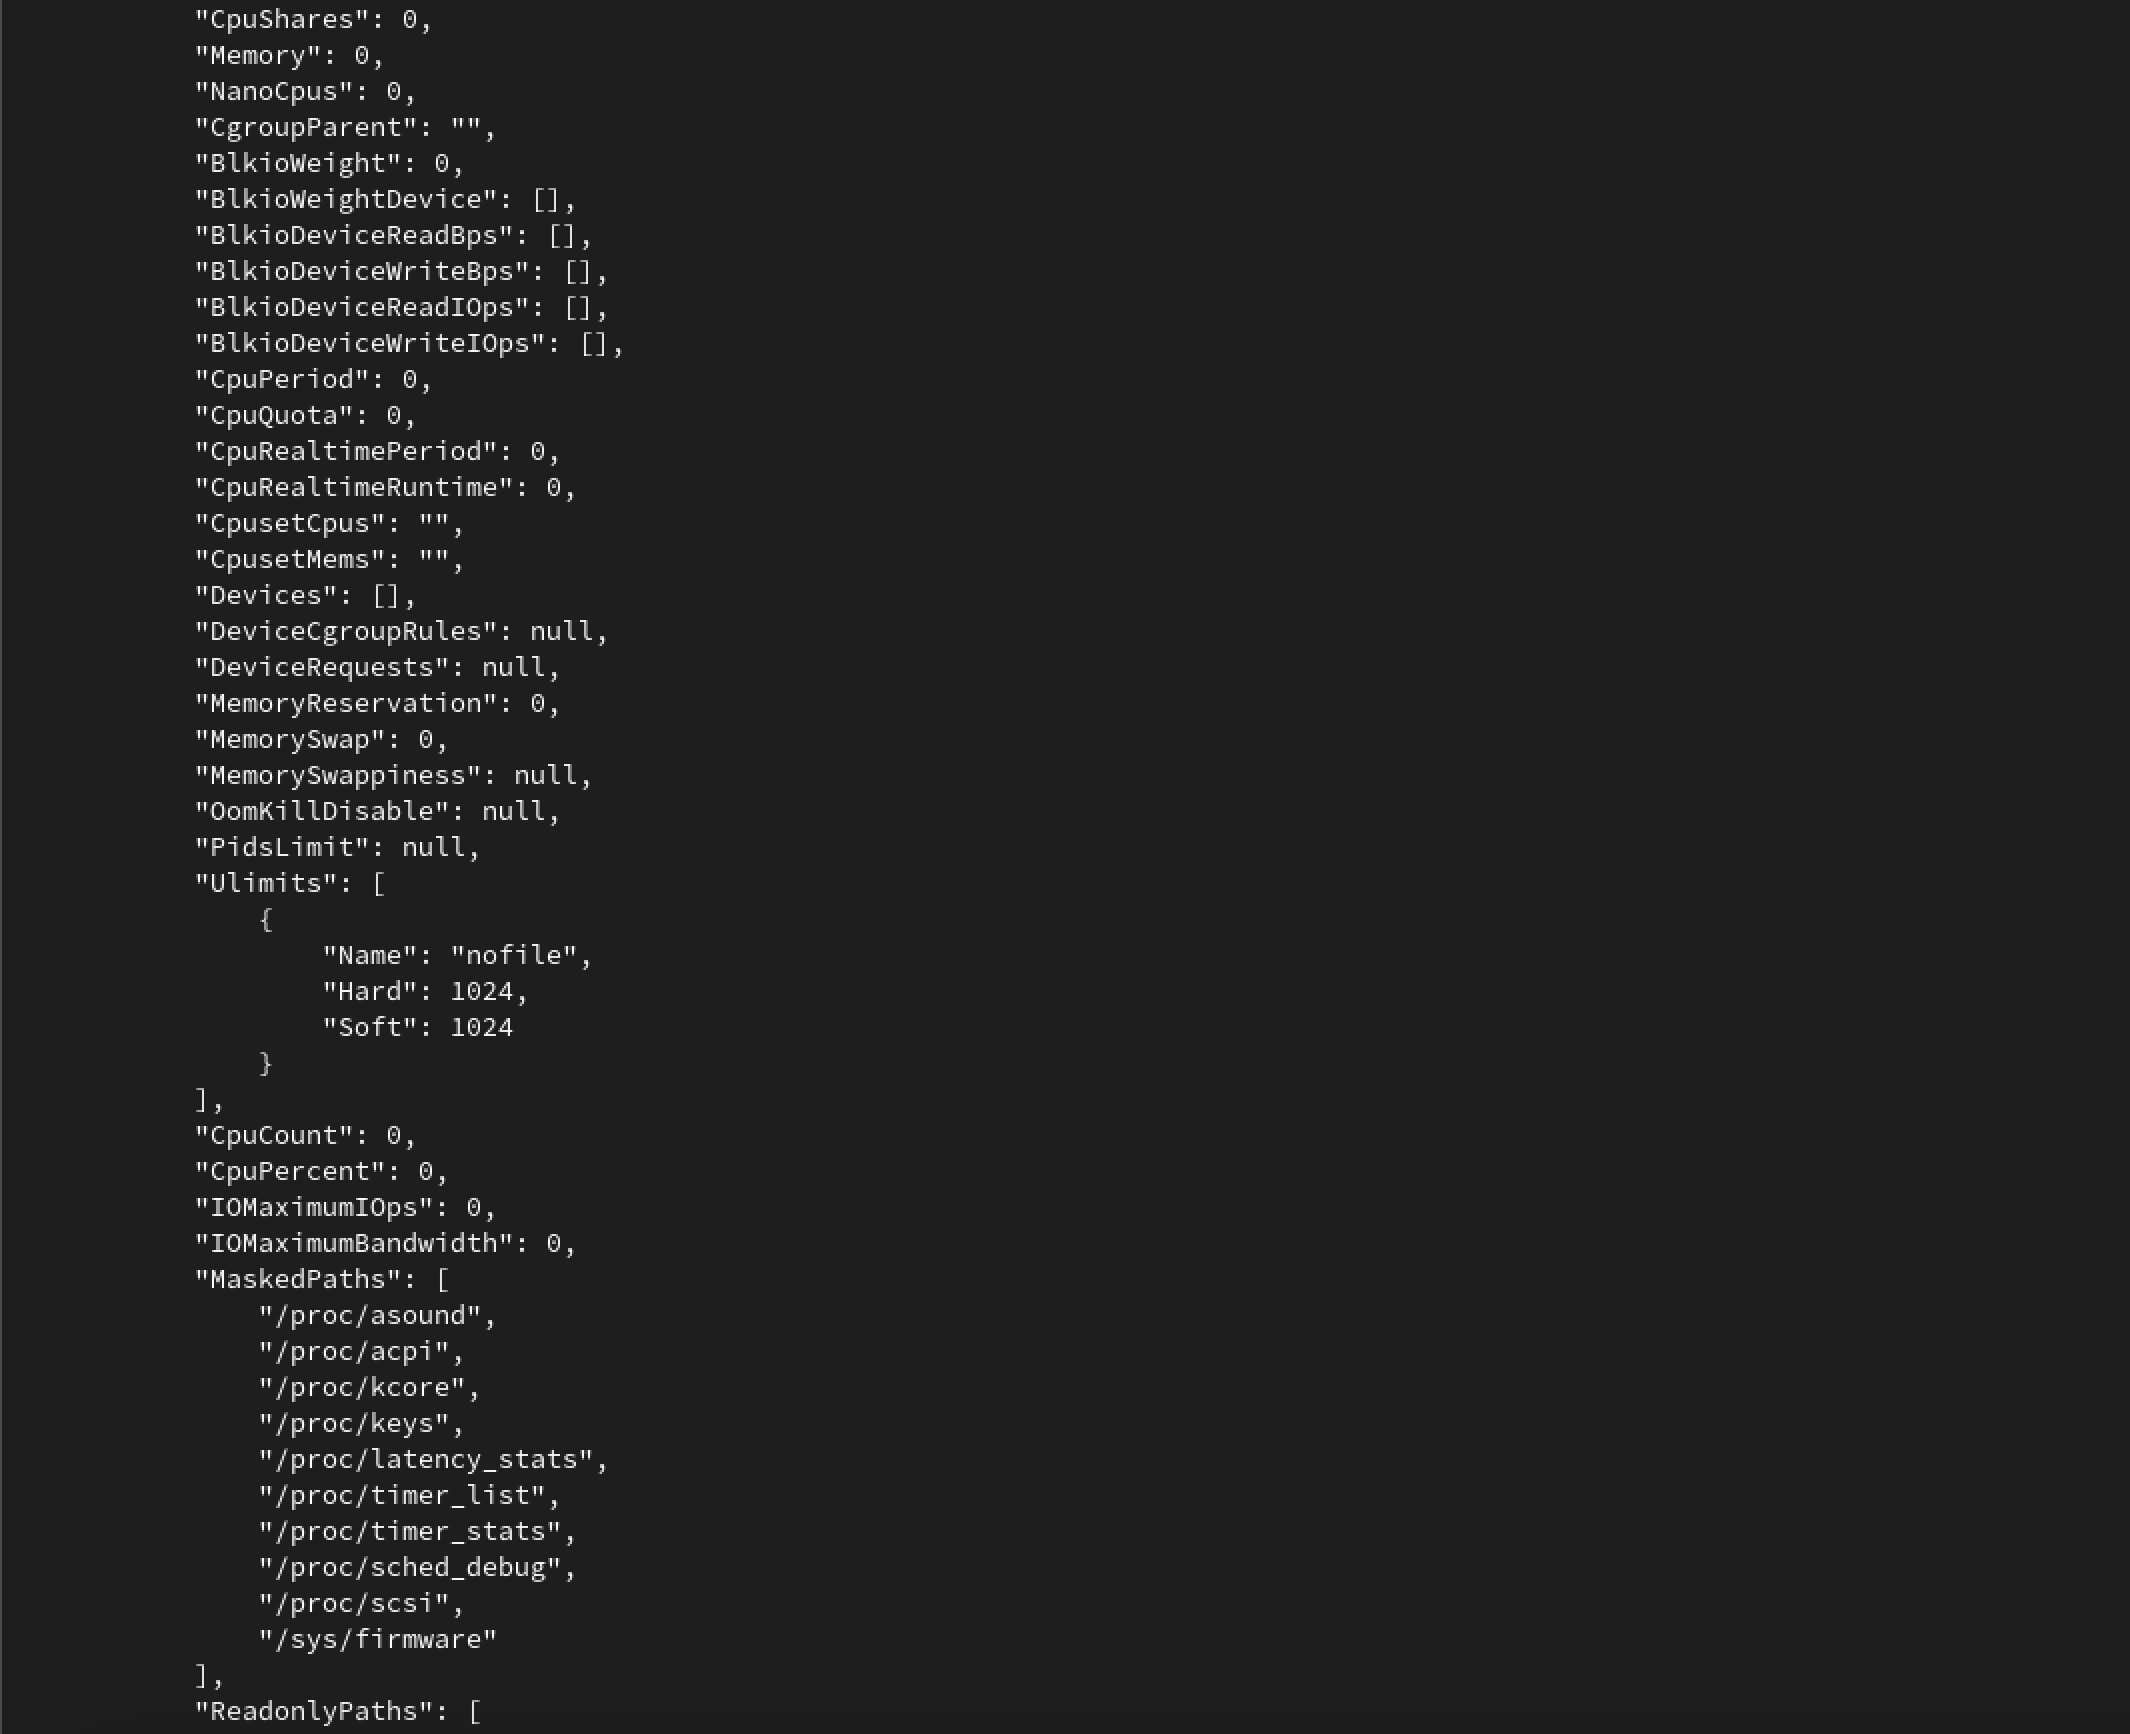 "CpuShares": 0,
"Memory": 0,
"NanoCpus": 0,
"CgroupParent": "",
"BlkioWeight": 0,
"BlkioWeightDevice": [],
"BlkioDeviceReadBps": [],
"BlkioDeviceWriteBps": [],
"BlkioDeviceReadIOps": [],
"BlkioDeviceWriteIOps": [],
"CpuPeriod": 0,
"CpuQuota": 0,
"CpuRealtimePeriod": 0,
"CpuRealtimeRuntime": 0,
"CpusetCpus": "",
"CpusetMems": "",
"Devices": [],
"DeviceCgroupRules": null,
"DeviceRequests": null,
"MemoryReservation": 0,
"MemorySwap": 0,
"MemorySwappiness": null,
"OomKillDisable": null,
"PidsLimit": null,
"Ulimits": [
    {
        "Name": "nofile",
        "Hard": 1024,
        "Soft": 1024
    }
],
"CpuCount": 0,
"CpuPercent": 0,
"IOMaximumIOps": 0,
"IOMaximumBandwidth": 0,
"MaskedPaths": [
    "/proc/asound",
    "/proc/acpi",
    "/proc/kcore",
    "/proc/keys",
    "/proc/latency_stats",
    "/proc/timer_list",
    "/proc/timer_stats",
    "/proc/sched_debug",
    "/proc/scsi",
    "/sys/firmware"
],
"ReadonlyPaths": [